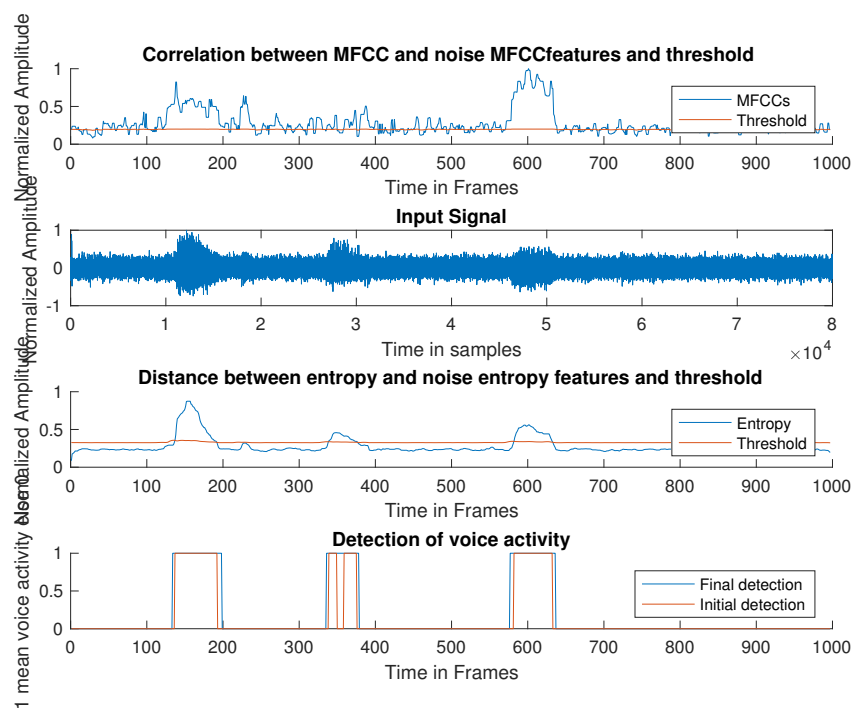 Correlation between MFCC and noise MFCCfeatures and threshold
Normalized Amplitude
1
0.5
0
MFCCs
Threshold
0 100 200 300 400 500 600 700 800 900 1000
Time in Frames
Input Signal
Normalized Amplitude
1
0
-1
0 1 2 3 4 5 6 7 8
Time in samples
×10 4
Distance between entropy and noise entropy features and threshold
Normalized Amplitude
1
0.5
0
Entropy
Threshold
0 100 200 300 400 500 600 700 800 900 1000
Time in Frames
Detection of voice activity
1 mean voice activity else 0
1
0.5
0
Final detection
Initial detection
0 100 200 300 400 500 600 700 800 900 1000
Time in Frames